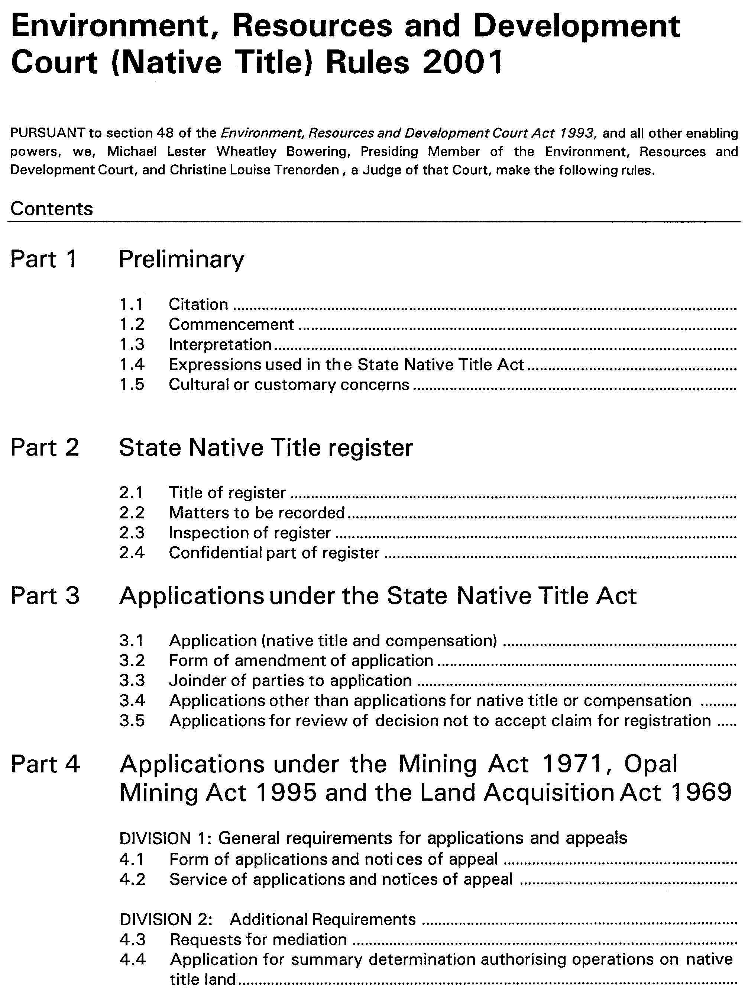 Environment, Resources and Development
Court (Native Title) Rules 2001
PURSUANT to section 48 of the Environment, Resources and Development Court Act 1993, and all other enabling
powers, we, Michael Lester Wheatley Bowering, Presiding Member of the Environment, Resources and
Development Court, and Christine Louise Trenorden , a Judge of that Court, make the following rules.
Contents
Part 1 Preliminary
1.1 Citation ........................................................................
1.2 Commencement ........................................................................
1.3 Interpretation ........................................................................
1.4 Expressions used in the State Native Title Act ........................................
1.5 Cultural or customary concerns ............................................................
Part 2 State Native Title register
2.1 Title of register ........................................................................
2.2 Matters to be recorded ........................................................................
2.3 Inspection of register ........................................................................
2.4 Confidential part of register ............................................................
Part 3 Applications under the State Native Title Act
3.1 Application (native title and compensation) ........................................
3.2 Form of amendment of application ..................................................
3.3 Joinder of parties to application ............................................................
3.4 Applications other than applications for native title or compensation .........
3.5 Applications for review of decision not to accept claim for registration .....
Part 4 Applications under the Mining Act 1971, Opal
Mining Act 1995 and the Land Acquisition Act 1969
DIVISION 1: General requirements for applications and appeals
4.1 Form of applications and notices of appeal ........................................
4.2 Service of applications and notices of appeal ........................................
DIVISION 2: Additional Requirements ............................................................
4.3 Requests for mediation ........................................................................
4.4 Application for summary determination authorising operations on native
title land ........................................................................